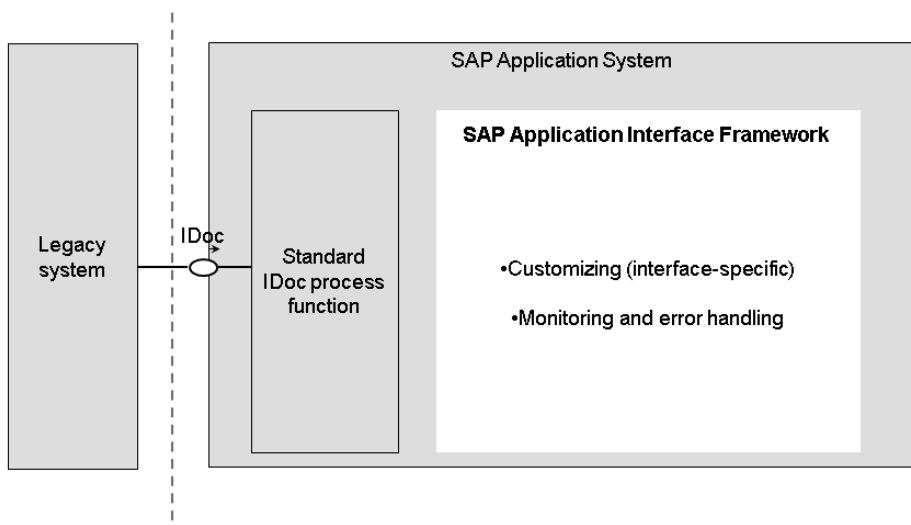 SAP Application System
SAP Application Interface Framework
IDoc
Legacy
system
Standard
IDoc process
function
•Customizing (interface-specific)
•Monitoring and error handling